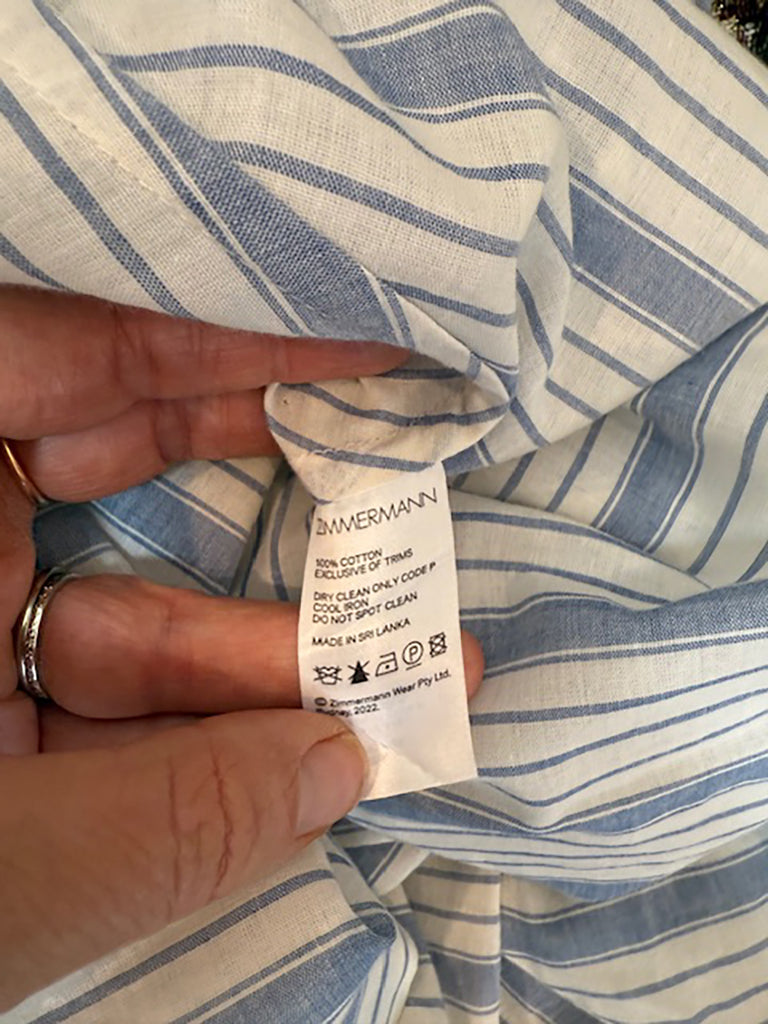 ZIMMERMANN
100% COTTON
EXCLUSIVE OF TRIMS
DRY CLEAN ONLY CODE P
COOL IRON
DO NOT SPOT CLEAN
MADE IN SRI LANKA
P
© Zimmermann Wear Pty Ltd.
Sydney, 2022.